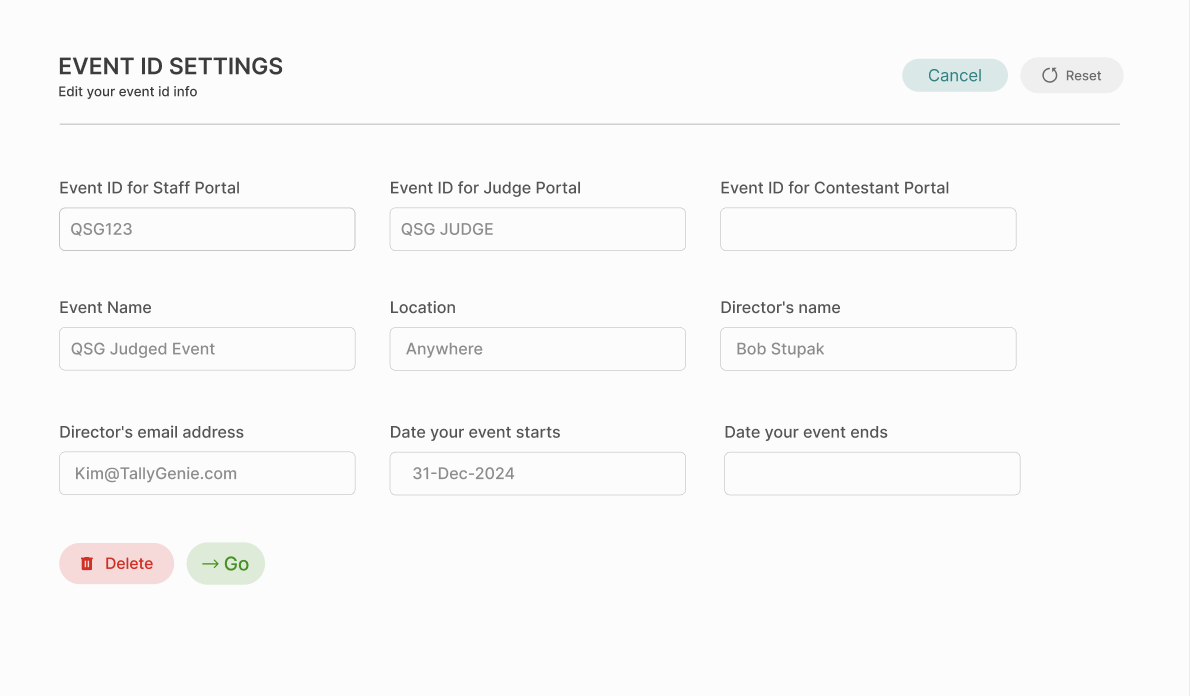 EVENT ID SETTINGS
Edit your event id info
Cancel
Reset
Event ID for Staff Portal
Event ID for Judge Portal
Event ID for Contestant Portal
QSG123
QSG JUDGE
Event Name
Location
Director's name
QSG Judged Event
Anywhere
Bob Stupak
Director's email address
Date your event starts
Date your event ends
Kim@TallyGenie.com
31-Dec-2024
Delete
→ Go